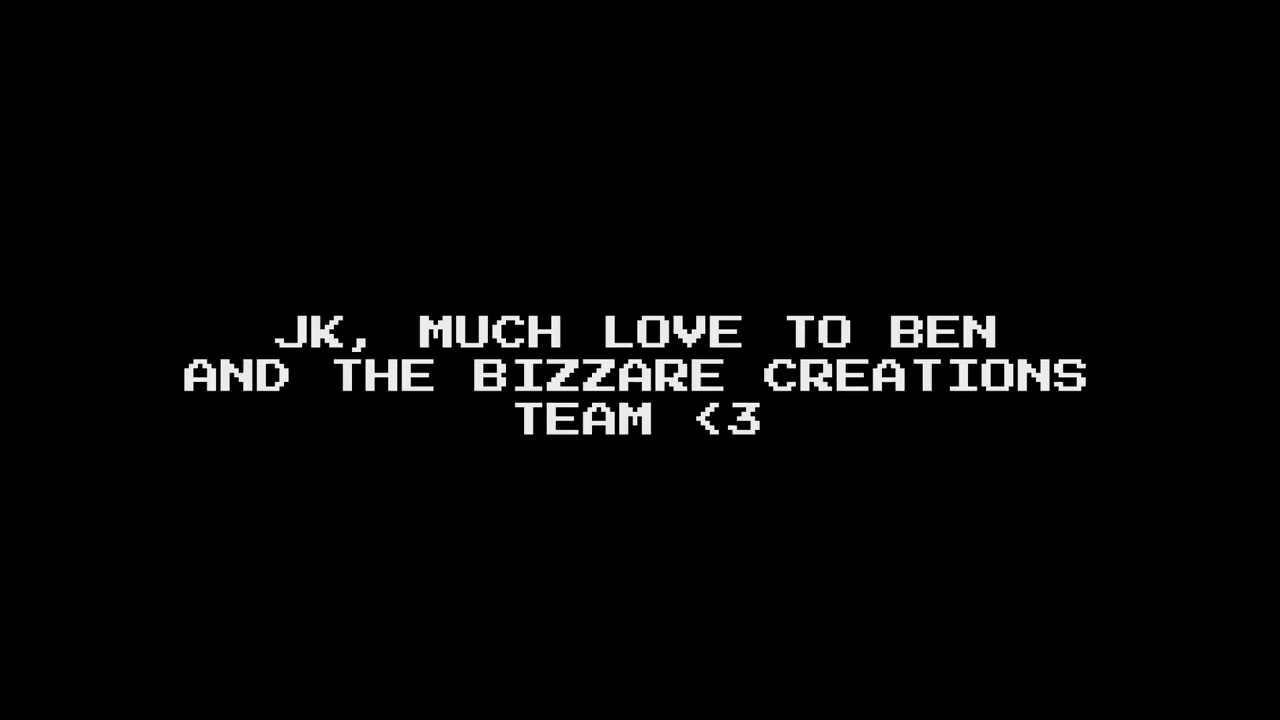 JK, MUCH LOVE TO BEN
AND THE BIZZARE CREATIONS
TEAM <3